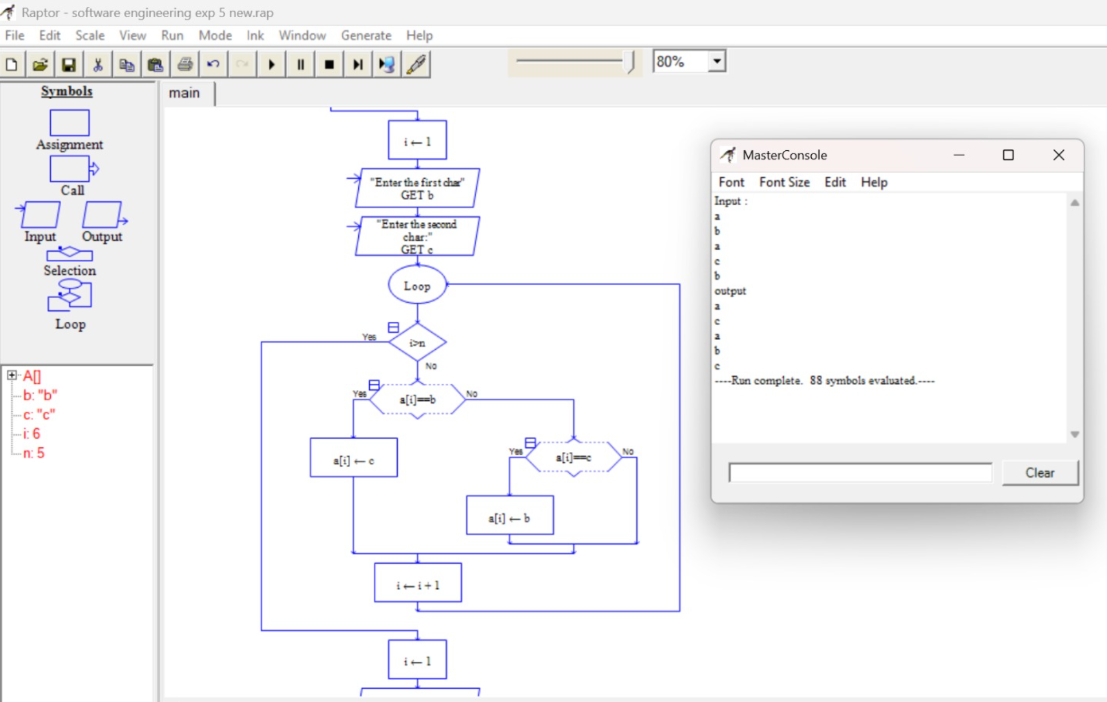 Raptor - software engineering exp 5 new.rap
File Edit Scale View Run Mode Ink Window Generate Help
80%
Symbols
Assignment
Call
Input Output
Selection
Loop
A[]
b: "b"
c: "c"
i: 6
n: 5
main
i ← 1
"Enter the first char"
GET b
"Enter the second
char:"
GET c
Loop
i>n
Yes
No
a[i]==b
Yes
No
a[i] ← c
a[i]==c
Yes
No
a[i] ← b
i ← i + 1
i ← 1
MasterConsole
Font Font Size Edit Help
Input :
a
b
a
c
b
output
a
c
a
b
c
----Run complete. 88 symbols evaluated.----
Clear